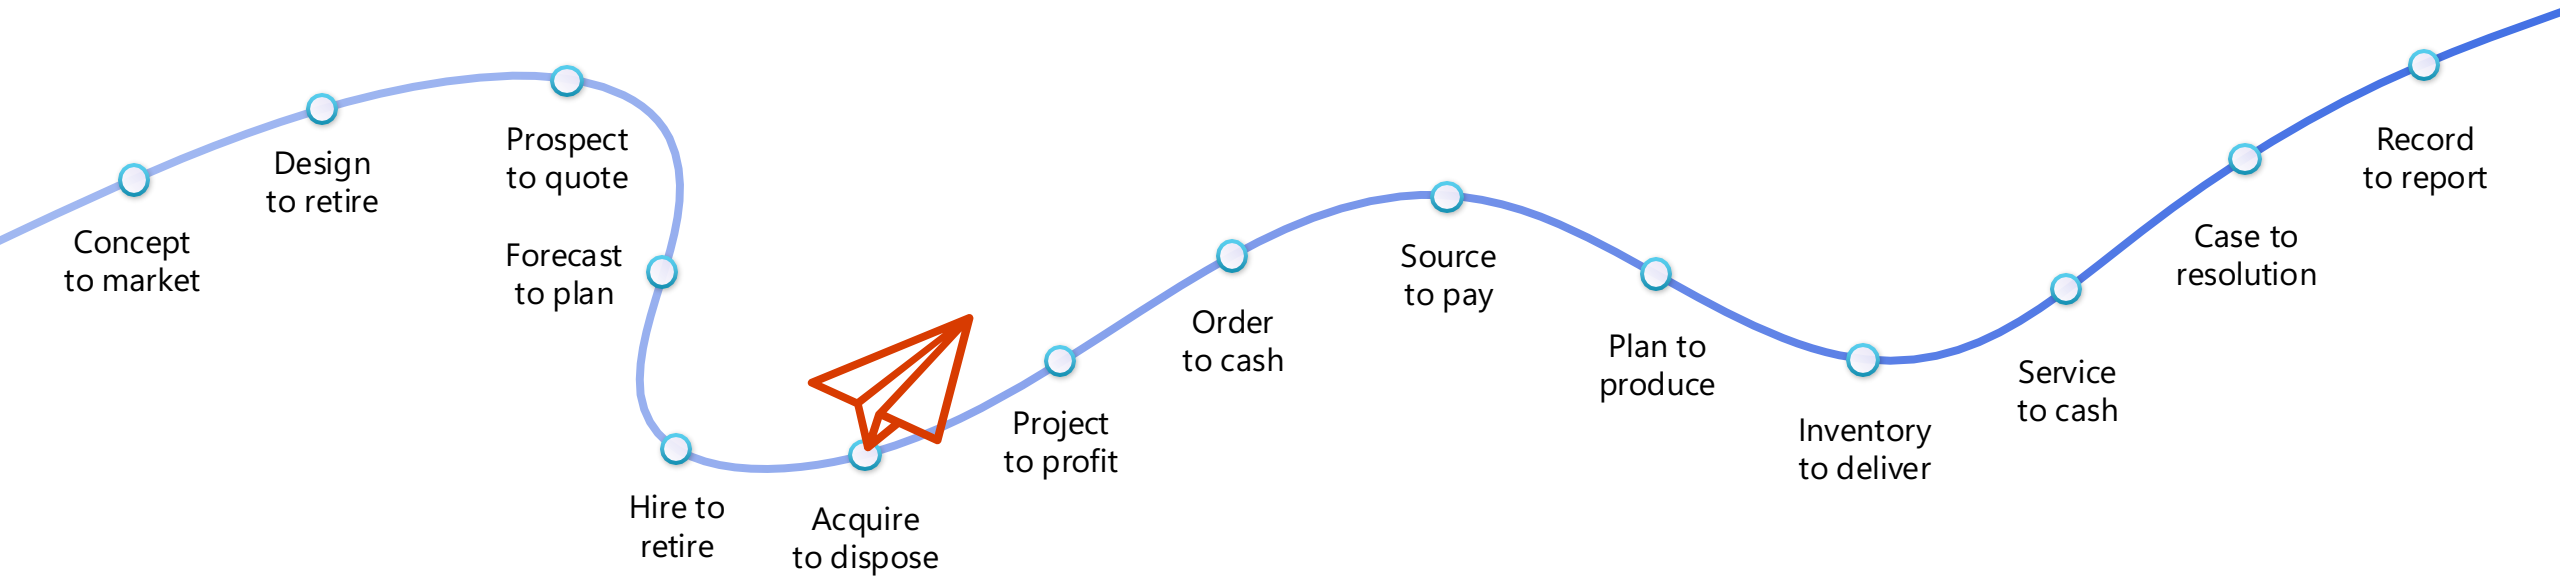 Concept
to market
Design
to retire
Prospect
to quote
Forecast
to plan
Hire to
retire
Acquire
to dispose
Project
to profit
Order
to cash
Source
to pay
Plan to
produce
Inventory
to deliver
Service
to cash
Case to
resolution
Record
to report